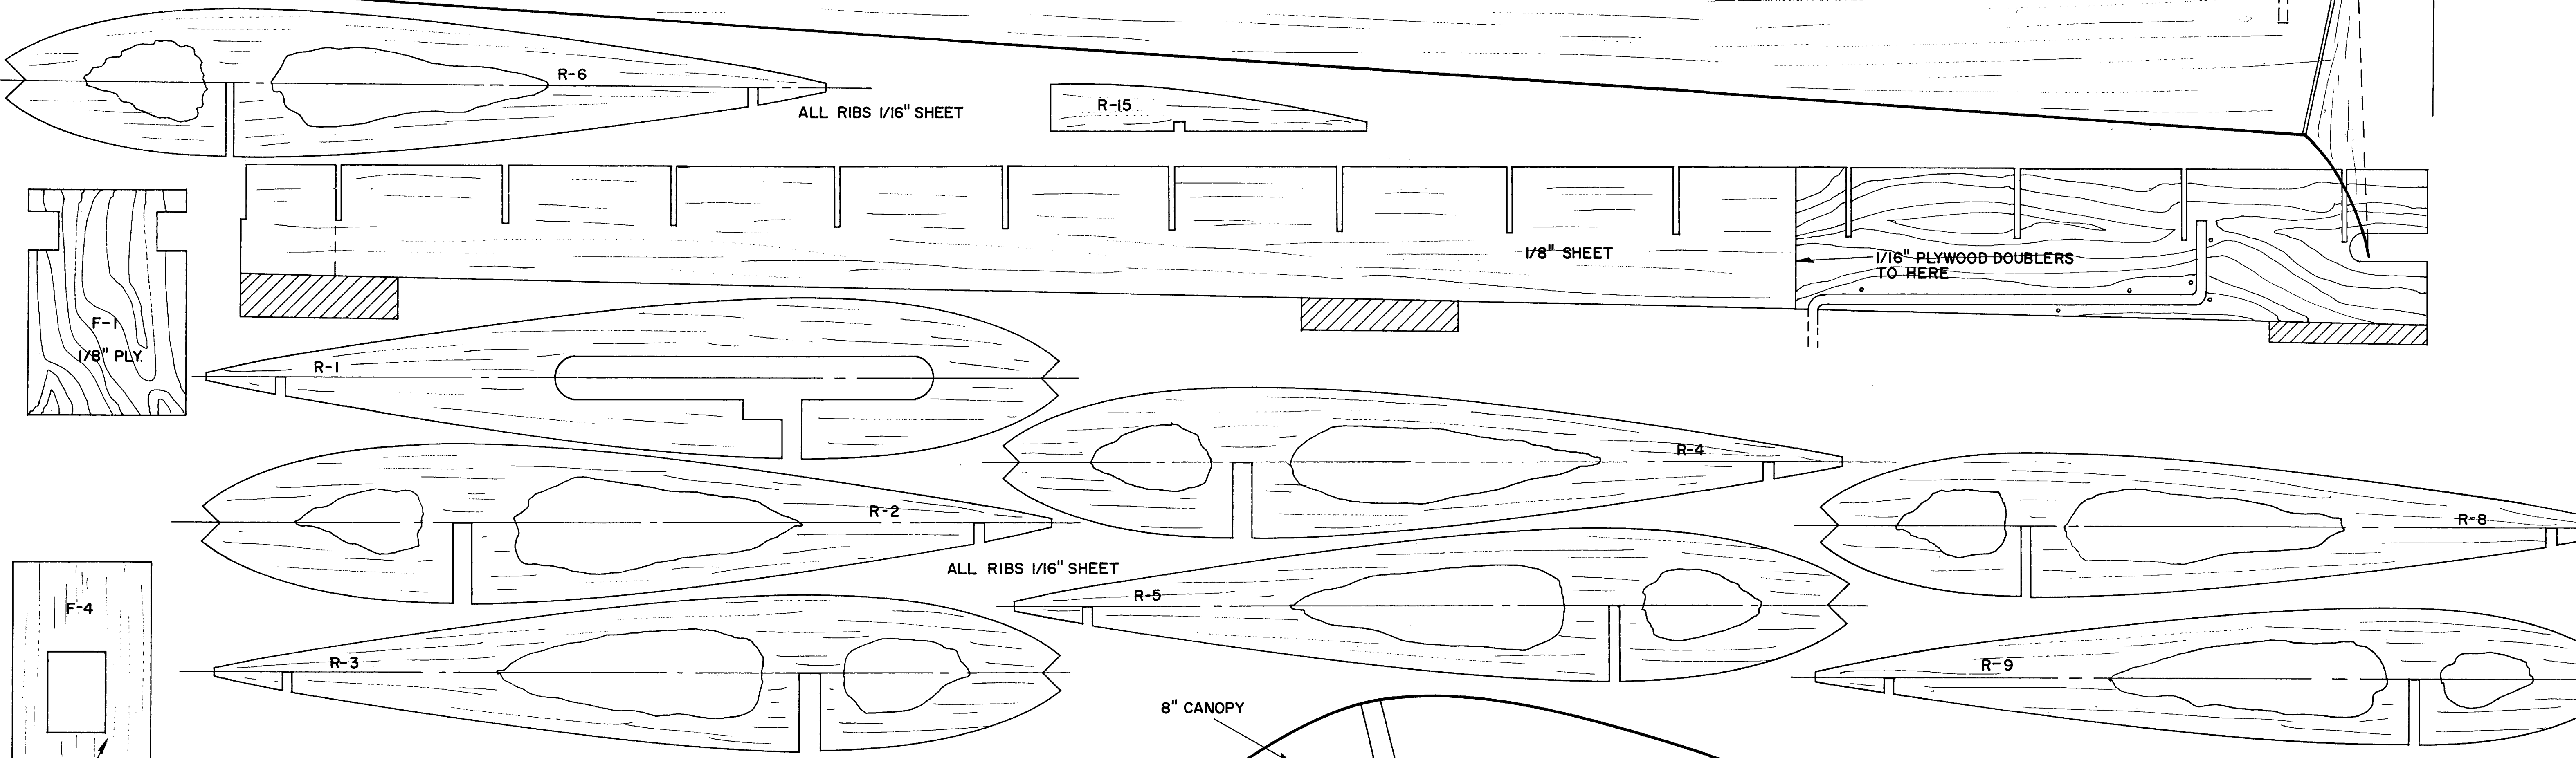 R-6
ALL RIBS 1/16" SHEET
R-15
1/8" SHEET
1/16" PLYWOOD DOUBLERS
TO HERE
F-1
1/8" PLY.
R-1
R-4
R-2
R-8
ALL RIBS 1/16" SHEET
R-5
F-4
R-3
R-9
8" CANOPY